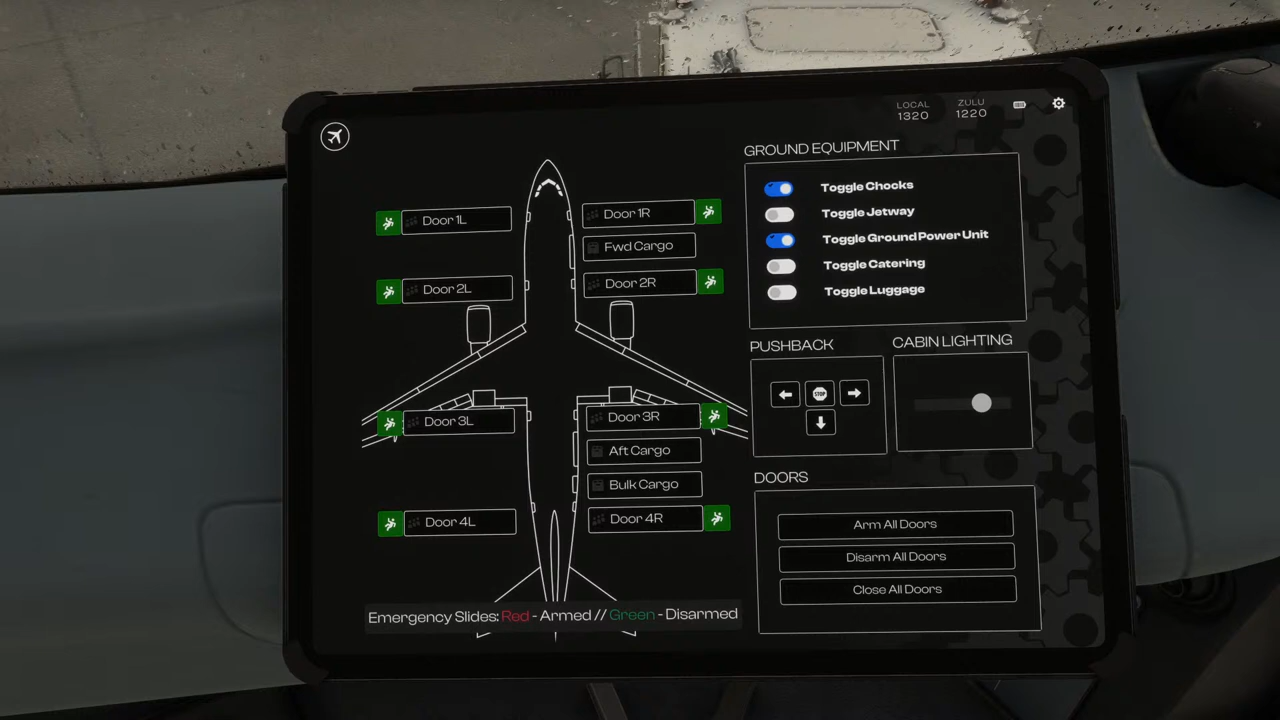 LOCAL
1320
ZULU
1220
Door 1L
Door 1R
Fwd Cargo
Door 2L
Door 2R
Door 3L
Door 3R
Aft Cargo
Bulk Cargo
Door 4L
Door 4R
Emergency Slides: Red - Armed // Green - Disarmed
GROUND EQUIPMENT
Toggle Chocks
Toggle Jetway
Toggle Ground Power Unit
Toggle Catering
Toggle Luggage
PUSHBACK
STOP
CABIN LIGHTING
DOORS
Arm All Doors
Disarm All Doors
Close All Doors